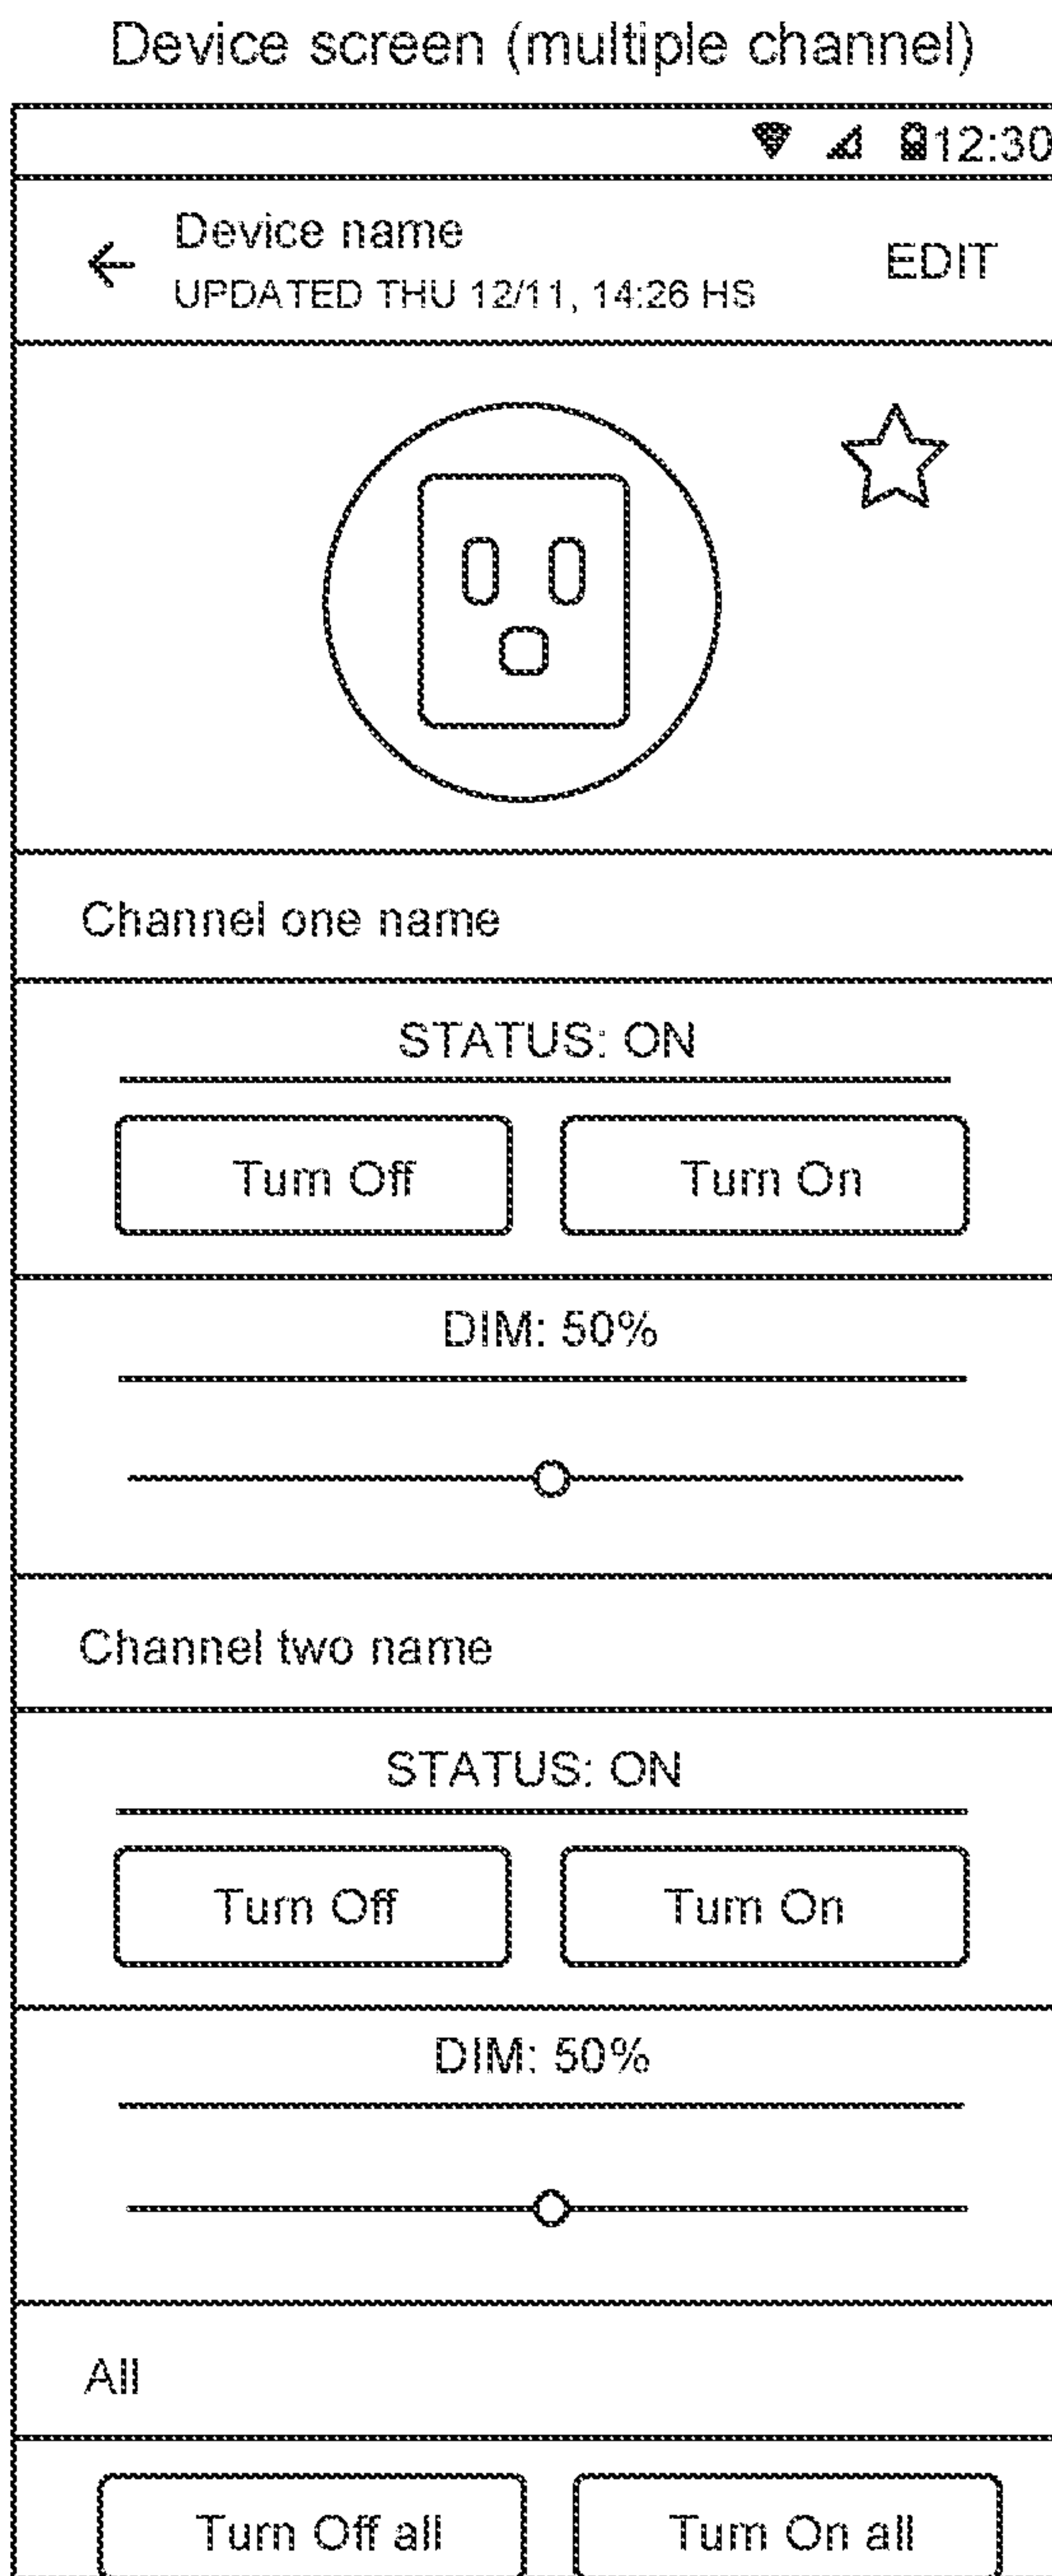 Device screen (multiple channel)
12:30
Device name
EDIT
UPDATED THU 12/11, 14:26 HS
Channel one name
STATUS: ON
Turn Off
Turn On
DIM: 50%
Channel two name
STATUS: ON
Turn Off
Turn On
DIM: 50%
All
Turn Off all
Turn On all